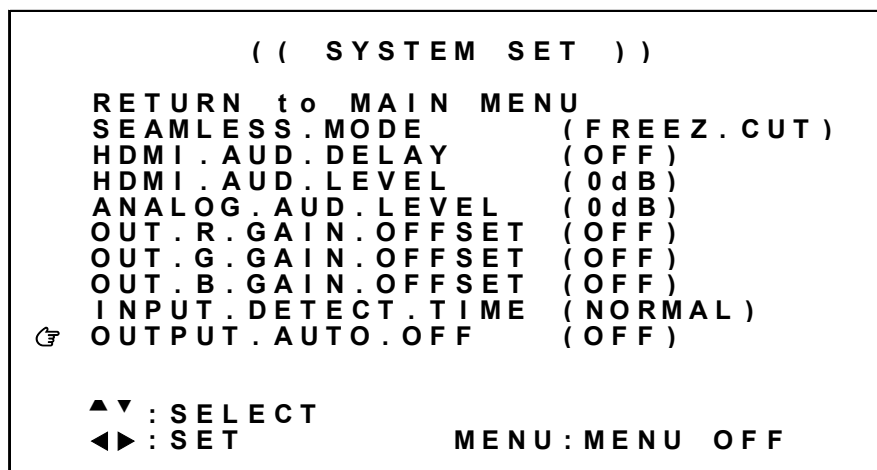 (( SYSTEM SET ))
RETURN to MAIN MENU
SEAMLESS.MODE (FREEZ.CUT)
HDMI.AUD.DELAY (OFF)
HDMI.AUD.LEVEL (0dB)
ANALOG.AUD.LEVEL (0dB)
OUT.R.GAIN.OFFSET (OFF)
OUT.G.GAIN.OFFSET (OFF)
OUT.B.GAIN.OFFSET (OFF)
INPUT.DETECT.TIME (NORMAL)
☞ OUTPUT.AUTO.OFF (OFF)
▲▼:SELECT
◀▶:SET MENU:MENU OFF